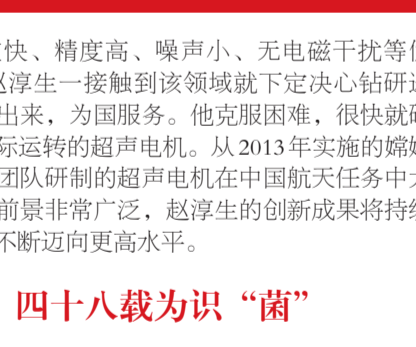 快、精度高、噪声小、无电磁干扰等
赵淳生一接触到该领域就下定决心钻研
出来，为国服务。他克服困难，很快就
际运转的超声电机。从2013年实施的嫦
团队研制的超声电机在中国航天任务中
前景非常广泛，赵淳生的创新成果将持
不断迈向更高水平。
四十八载为识“菌”